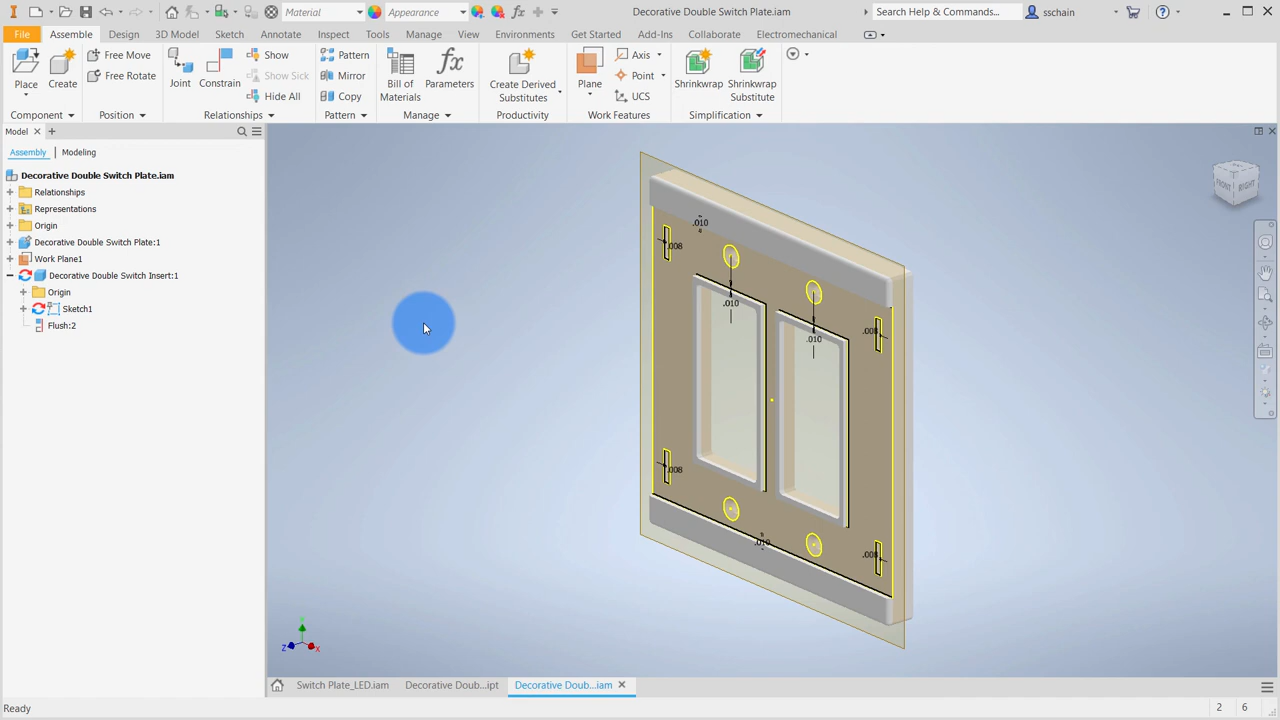 Material
Appearance
Decorative Double Switch Plate.iam
Search Help & Commands...
sschain
File
Assemble
Design
3D Model
Sketch
Annotate
Inspect
Tools
Manage
View
Environments
Get Started
Add-Ins
Collaborate
Electromechanical
Place
Create
Free Move
Free Rotate
Joint
Constrain
Show
Show Sick
Hide All
Pattern
Mirror
Copy
Bill of
Materials
Parameters
Create Derived
Substitutes
Plane
Axis
Point
UCS
Shrinkwrap
Shrinkwrap
Substitute
Component
Position
Relationships
Pattern
Manage
Productivity
Work Features
Simplification
Model
Assembly
Modeling
Decorative Double Switch Plate.iam
Relationships
Representations
Origin
Decorative Double Switch Plate:1
Work Plane1
Decorative Double Switch Insert:1
Origin
Sketch1
Flush:2
.010
.008
.010
.010
.008
.008
.010
.008
FRONT
RIGHT
Z
X
Switch Plate_LED.iam
Decorative Doub...ipt
Decorative Doub...iam
Ready
2
6